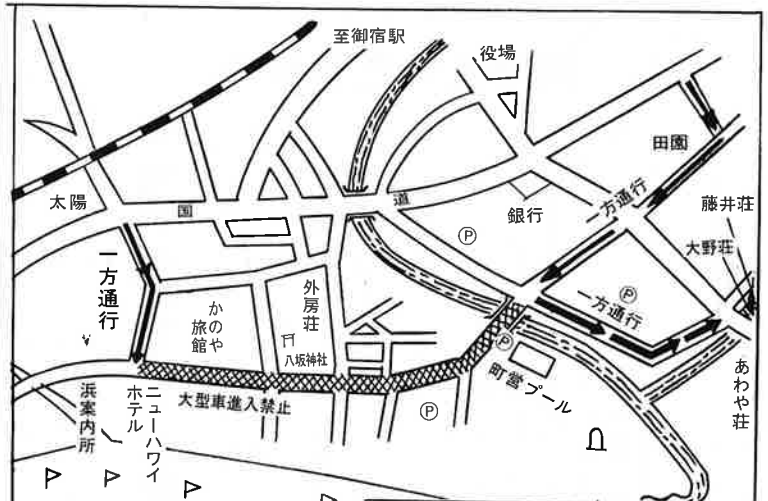 至御宿駅
役場
田園
太陽
国
道
銀行
一方通行
藤井荘
大野荘
P
一方通行
外房荘
P
一方通行
かのや
旅館
八坂神社
P
町営プール
あわや荘
大型車進入禁止
P
ニューハワイ
ホテル
浜案内所